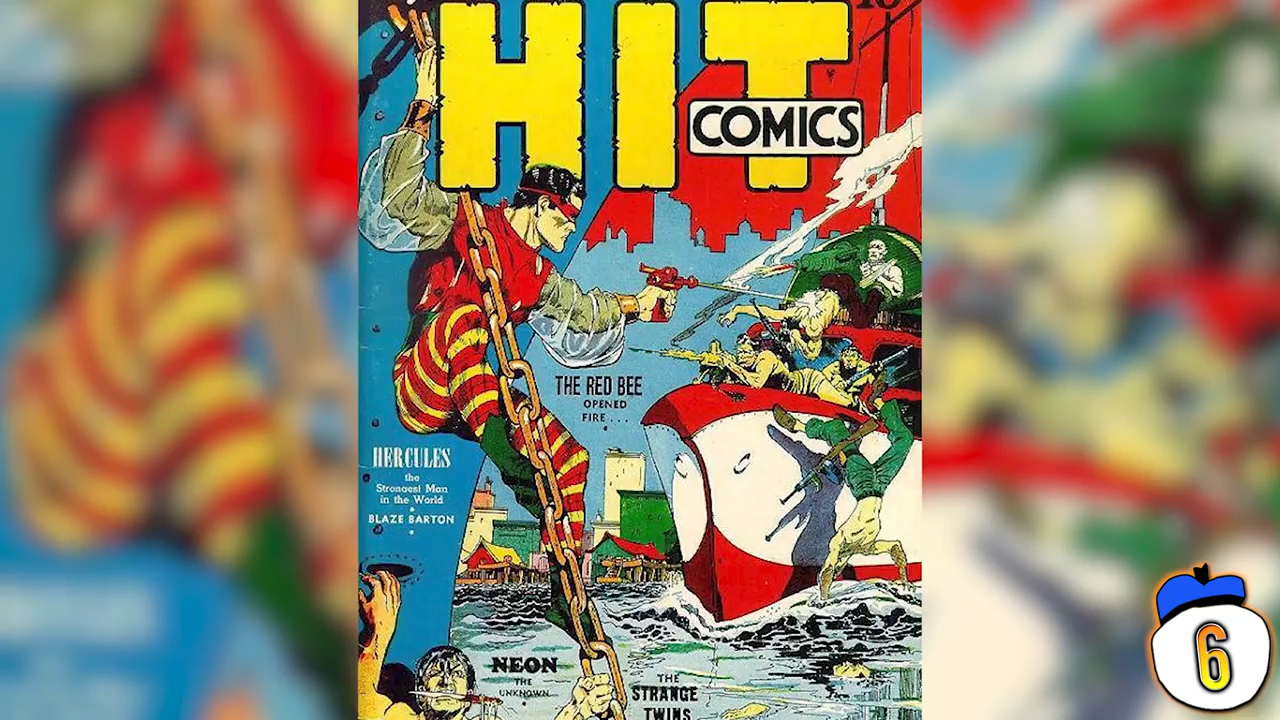 HIT
COMICS
THE RED BEE
OPENED
FIRE...
HERCULES
the
Strongest Man
in the World
BLAZE BARTON
NEON
THE
UNKNOWN
THE
STRANGE
TWINS
6